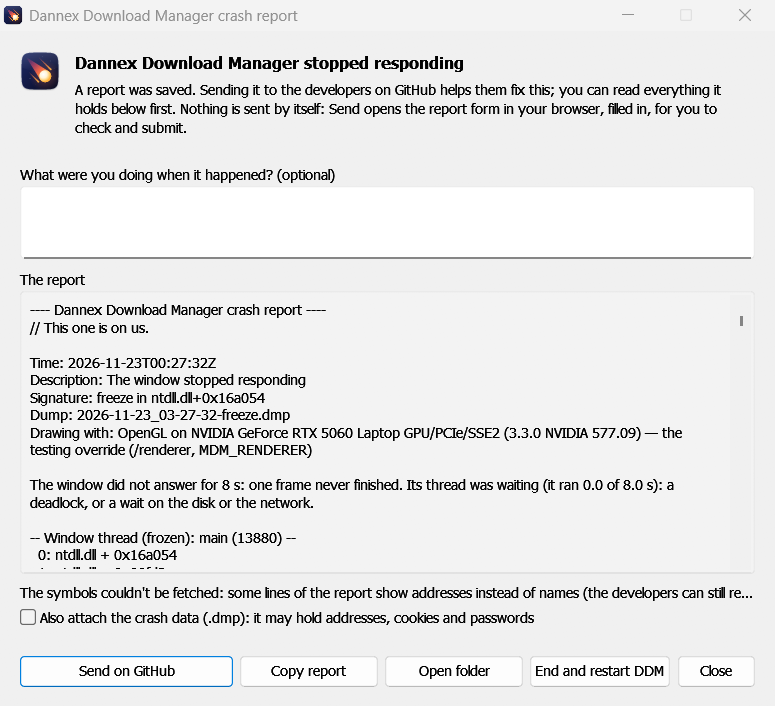 Dannex Download Manager crash report
Dannex Download Manager stopped responding
A report was saved. Sending it to the developers on GitHub helps them fix this; you can read everything it
holds below first. Nothing is sent by itself: Send opens the report form in your browser, filled in, for you to
check and submit.
What were you doing when it happened? (optional)
The report
---- Dannex Download Manager crash report ----
// This one is on us.
Time: 2026-11-23T00:27:32Z
Description: The window stopped responding
Signature: freeze in ntdll.dll+0x16a054
Dump: 2026-11-23_03-27-32-freeze.dmp
Drawing with: OpenGL on NVIDIA GeForce RTX 5060 Laptop GPU/PCIe/SSE2 (3.3.0 NVIDIA 577.09) — the
testing override (/renderer, MDM_RENDERER)
The window did not answer for 8 s: one frame never finished. Its thread was waiting (it ran 0.0 of 8.0 s): a
deadlock, or a wait on the disk or the network.
-- Window thread (frozen): main (13880) --
0: ntdll.dll + 0x16a054
The symbols couldn't be fetched: some lines of the report show addresses instead of names (the developers can still re...
Also attach the crash data (.dmp): it may hold addresses, cookies and passwords
Send on GitHub
Copy report
Open folder
End and restart DDM
Close